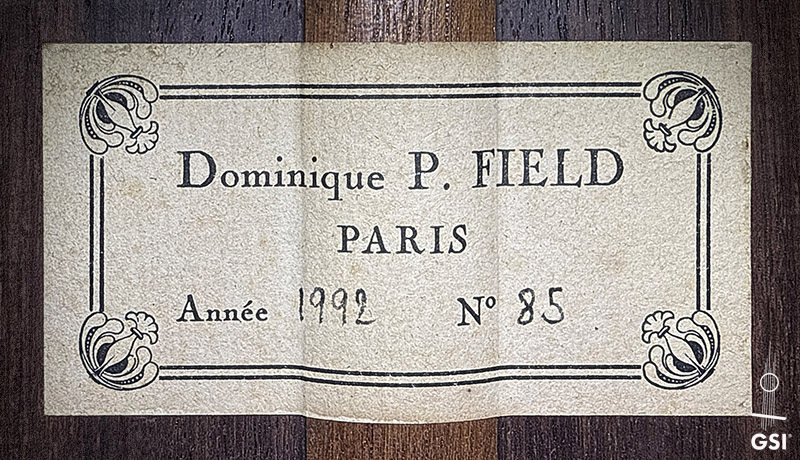 Dominique P. FIELD
PARIS
Année 1992 Nº 85
GSI